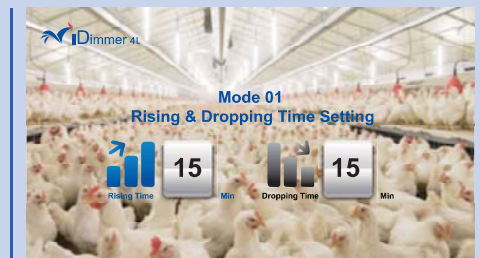 iDimmer 4L
Mode 01
Rising & Dropping Time Setting
15
15
Rising Time
Min
Dropping Time
Min